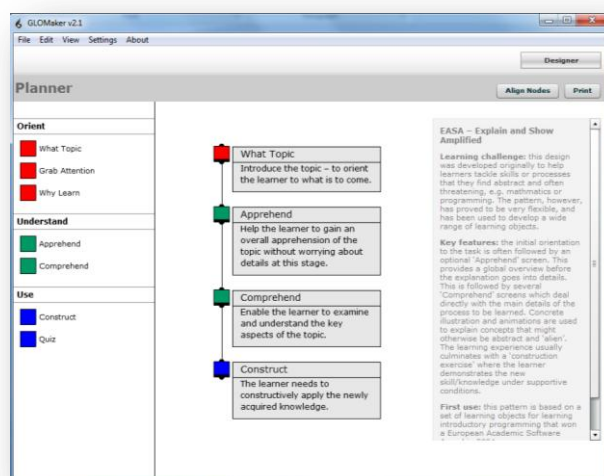 GLOMaker v2.1
File Edit View Settings About
Designer
Planner
Align Nodes Print
Orient
What Topic
Grab Attention
Why Learn
Understand
Apprehend
Comprehend
Use
Construct
Quiz
What Topic
Introduce the topic – to orient
the learner to what is to come.
Apprehend
Help the learner to gain an
overall apprehension of the
topic without worrying about
details at this stage.
Comprehend
Enable the learner to examine
and understand the key
aspects of the topic.
Construct
The learner needs to
constructively apply the newly
acquired knowledge.
EASA – Explain and Show
Amplified
Learning challenge: this design
was developed originally to help
learners tackle skills or processes
that they find abstract and often
threatening, e.g. mathmatics or
programming. The pattern, however,
has proved to be very flexible, and
has been used to develop a wide
range of learning objects.
Key features: the initial orientation
to the task is often followed by an
optional 'Apprehend' screen. This
provides a global overview before
the explanation goes into details.
This is followed by several
'Comprehend' screens which deal
directly with the main details of the
process to be learned. Concrete
illustration and animations are used
to explain concepts that might
otherwise be abstract and 'alien'.
The learning experience usually
culminates with a 'construction
exercise' where the learner
demonstrates the new
skill/knowledge under supportive
conditions.
First use: this pattern is based on a
set of learning objects for learning
introductory programming that won
a European Academic Software